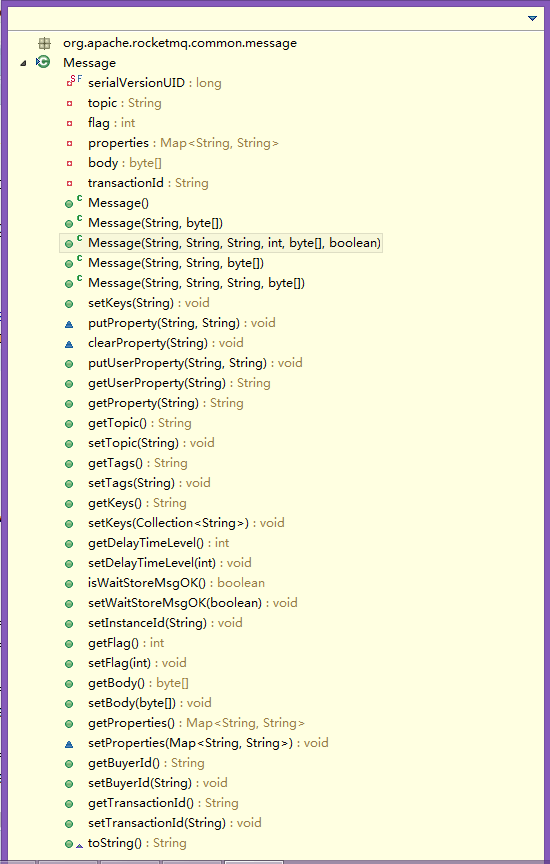 org.apache.rocketmq.common.message
Message
serialVersionUID : long
topic : String
flag : int
properties : Map<String, String>
body : byte[]
transactionId : String
Message()
Message(String, byte[])
Message(String, String, String, int, byte[], boolean)
Message(String, String, byte[])
Message(String, String, String, byte[])
setKeys(String) : void
putProperty(String, String) : void
clearProperty(String) : void
putUserProperty(String, String) : void
getUserProperty(String) : String
getProperty(String) : String
getTopic() : String
setTopic(String) : void
getTags() : String
setTags(String) : void
getKeys() : String
setKeys(Collection<String>) : void
getDelayTimeLevel() : int
setDelayTimeLevel(int) : void
isWaitStoreMsgOK() : boolean
setWaitStoreMsgOK(boolean) : void
setInstanceId(String) : void
getFlag() : int
setFlag(int) : void
getBody() : byte[]
setBody(byte[]) : void
getProperties() : Map<String, String>
setProperties(Map<String, String>) : void
getBuyerId() : String
setBuyerId(String) : void
getTransactionId() : String
setTransactionId(String) : void
toString() : String